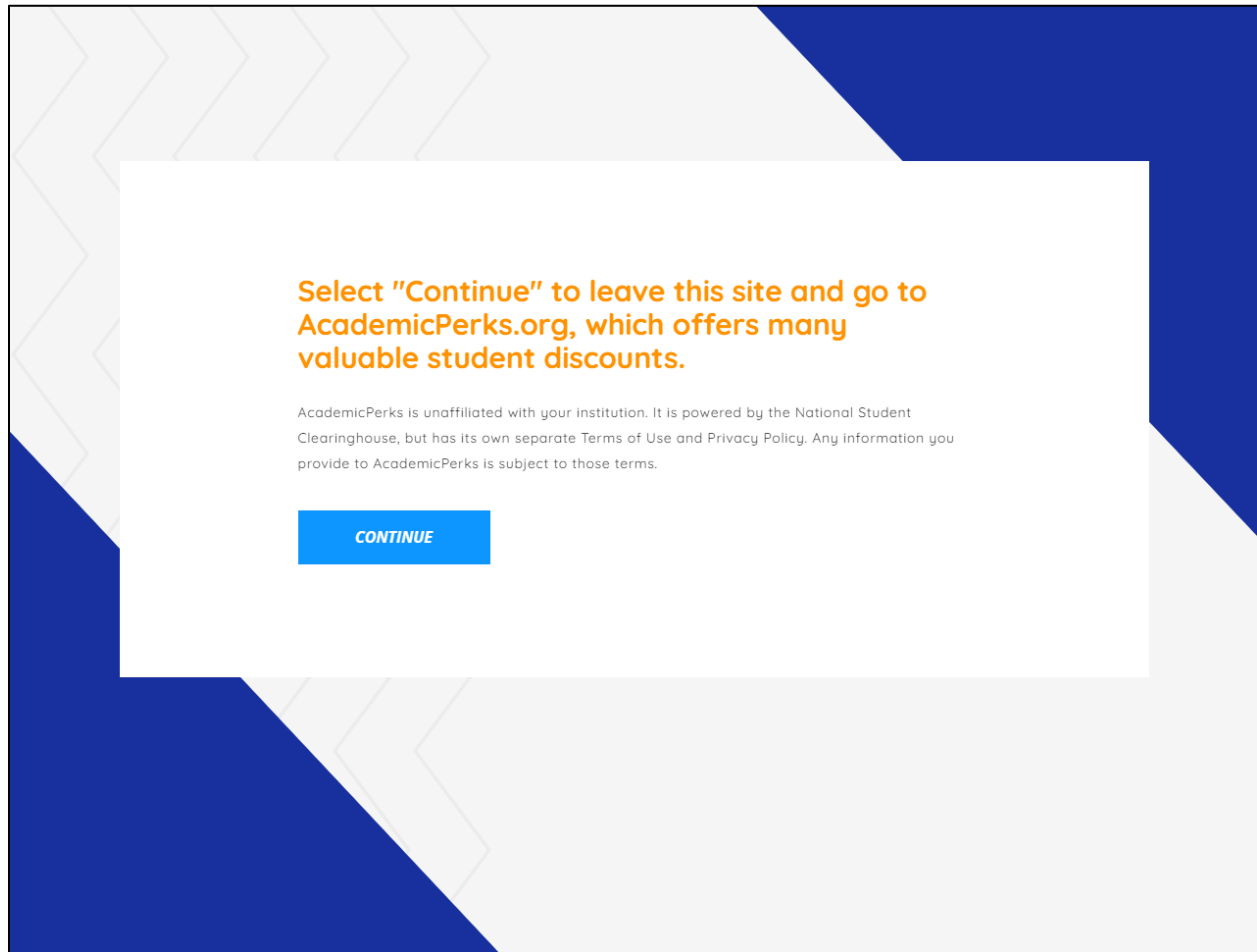 Select "Continue" to leave this site and go to
AcademicPerks.org, which offers many
valuable student discounts.
AcademicPerks is unaffiliated with your institution. It is powered by the National Student
Clearinghouse, but has its own separate Terms of Use and Privacy Policy. Any information you
provide to AcademicPerks is subject to those terms.
CONTINUE